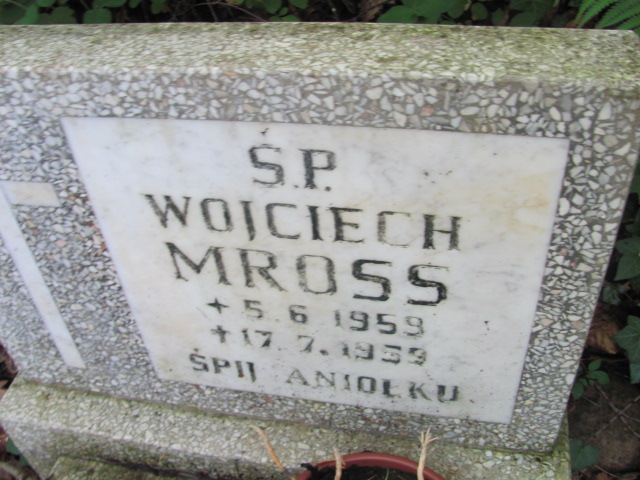 Ś.P.
WOJCIECH
MROSS
+ 5.6 1959
+ 17.7.1959
ŚPIJ ANIOŁKU